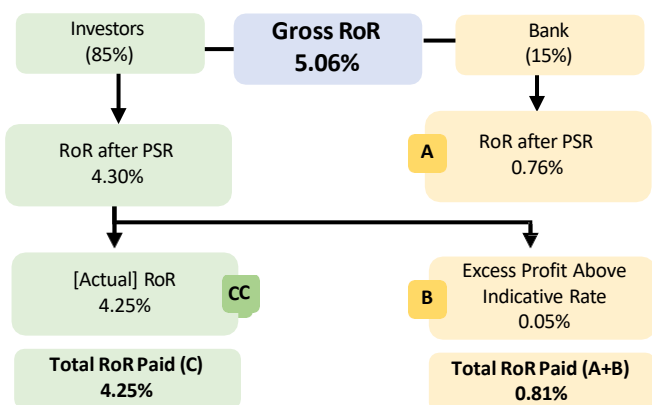 Investors
(85%)
Gross RoR
5.06%
Bank
(15%)
RoR after PSR
4.30%
A
RoR after PSR
0.76%
[Actual] RoR
4.25%
CC
B
Excess Profit Above
Indicative Rate
0.05%
Total RoR Paid (C)
4.25%
Total RoR Paid (A+B)
0.81%